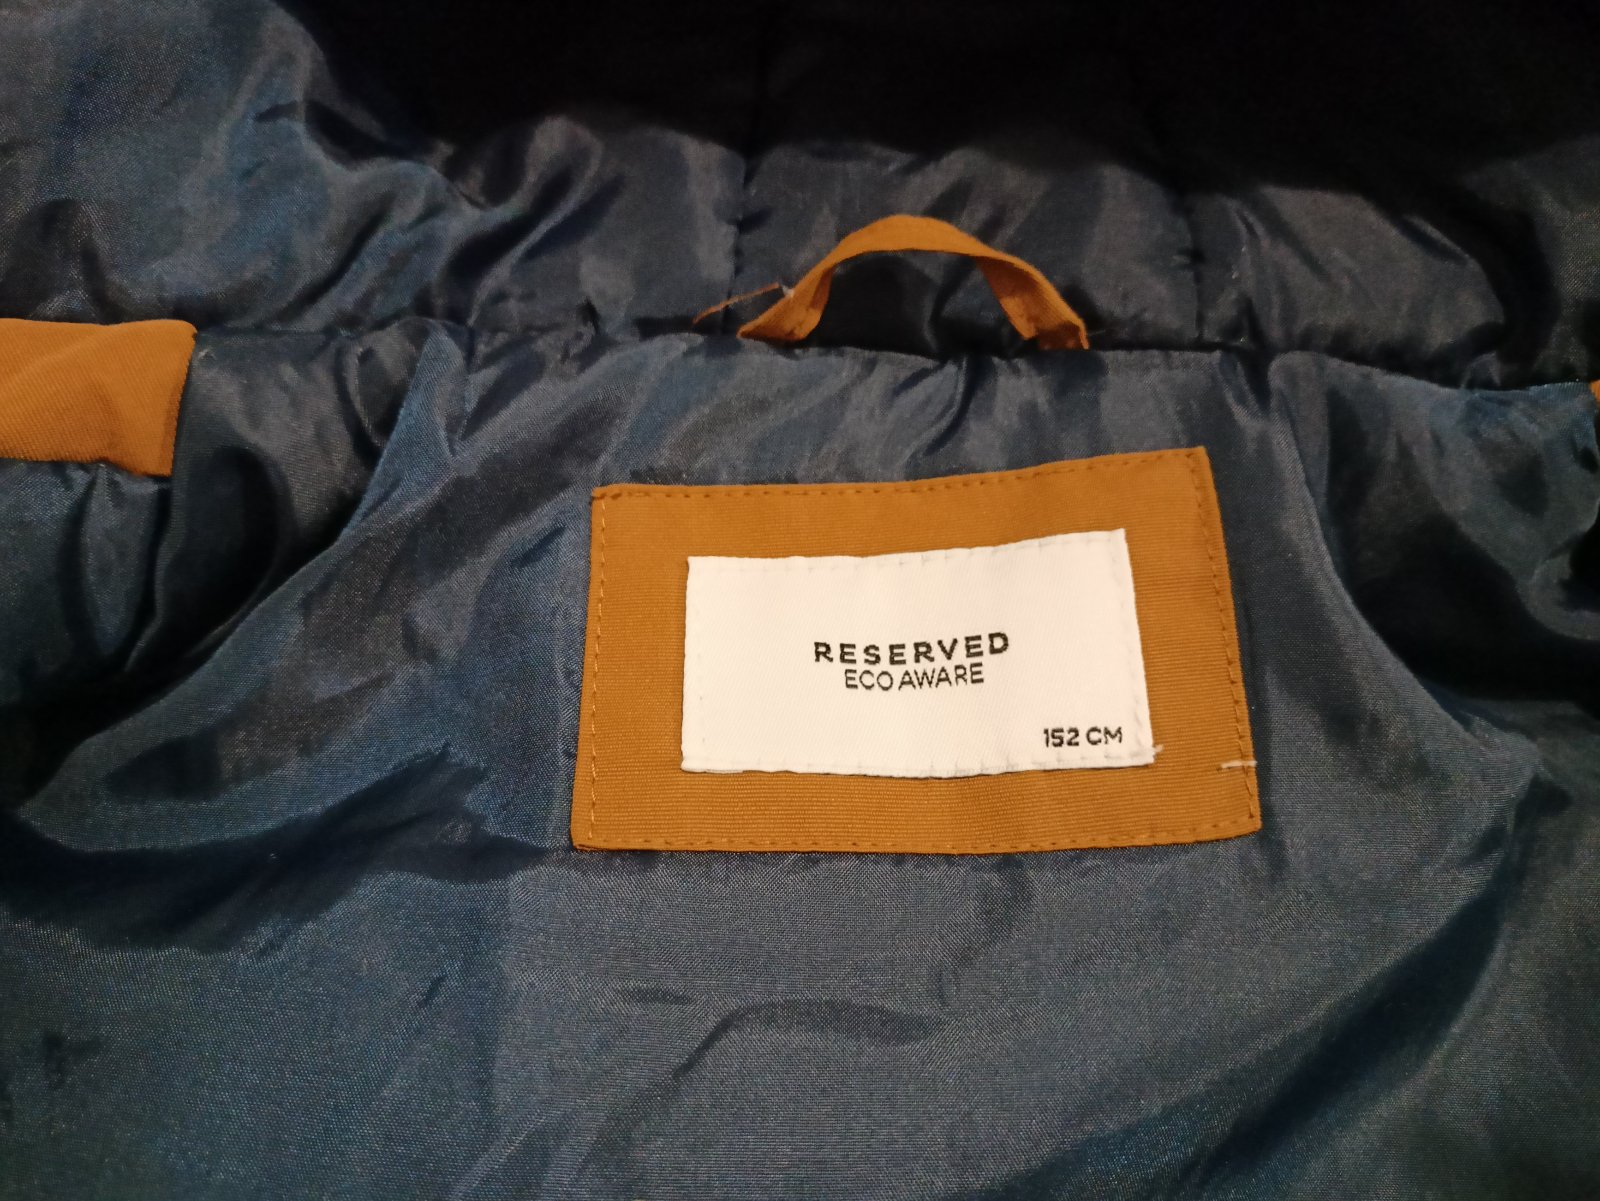 RESERVED
ECO AWARE
152 CM